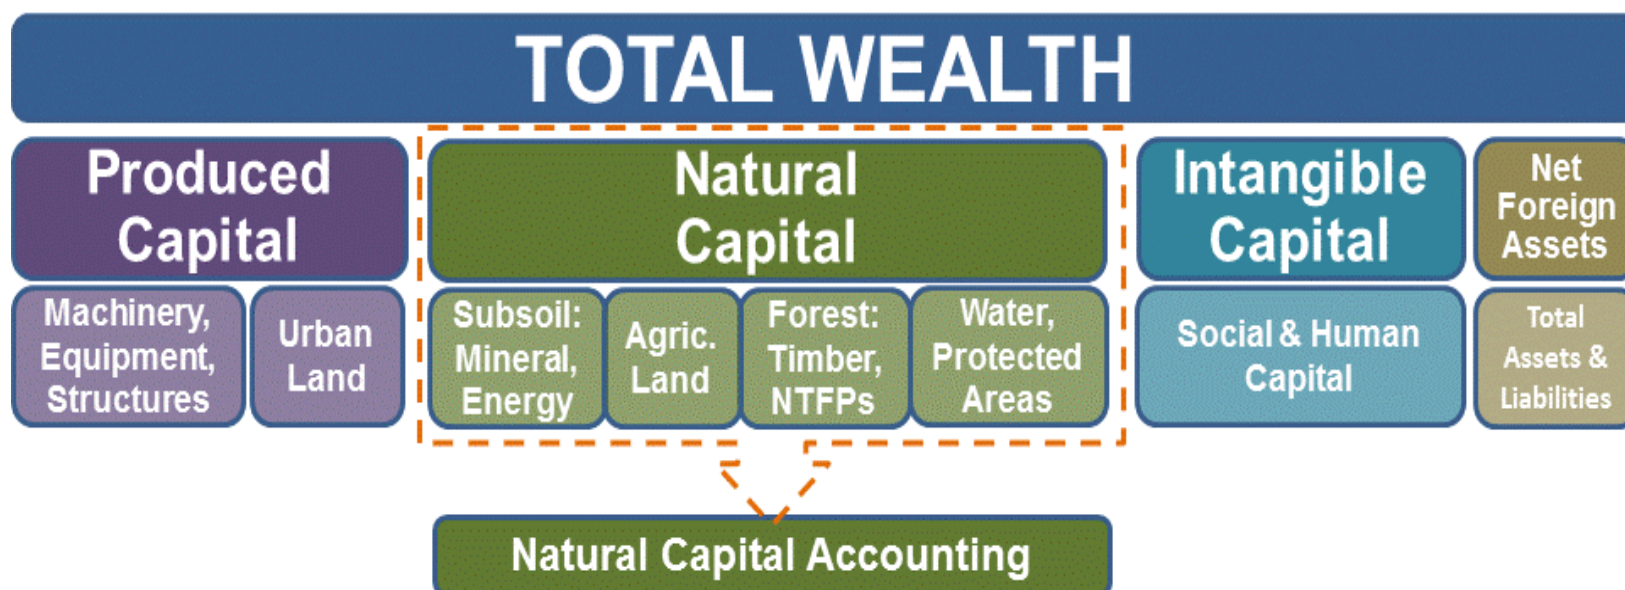 TOTAL WEALTH
Produced
Capital
Natural
Capital
Intangible
Capital
Net
Foreign
Assets
Machinery,
Equipment,
Structures
Urban
Land
Subsoil:
Mineral,
Energy
Agric.
Land
Forest:
Timber,
NTFPs
Water,
Protected
Areas
Social & Human
Capital
Total
Assets &
Liabilities
Natural Capital Accounting